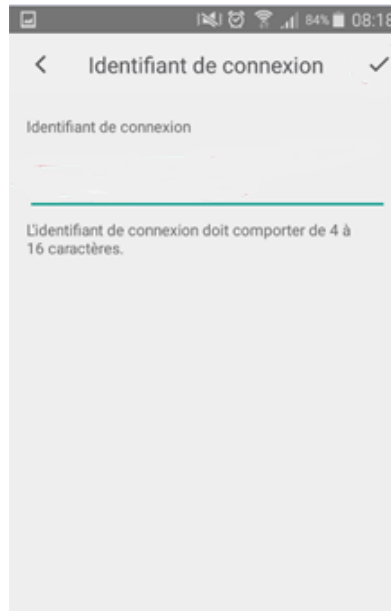 84% 08:18
Identifiant de connexion
Identifiant de connexion
L'identifiant de connexion doit comporter de 4 à
16 caractères.